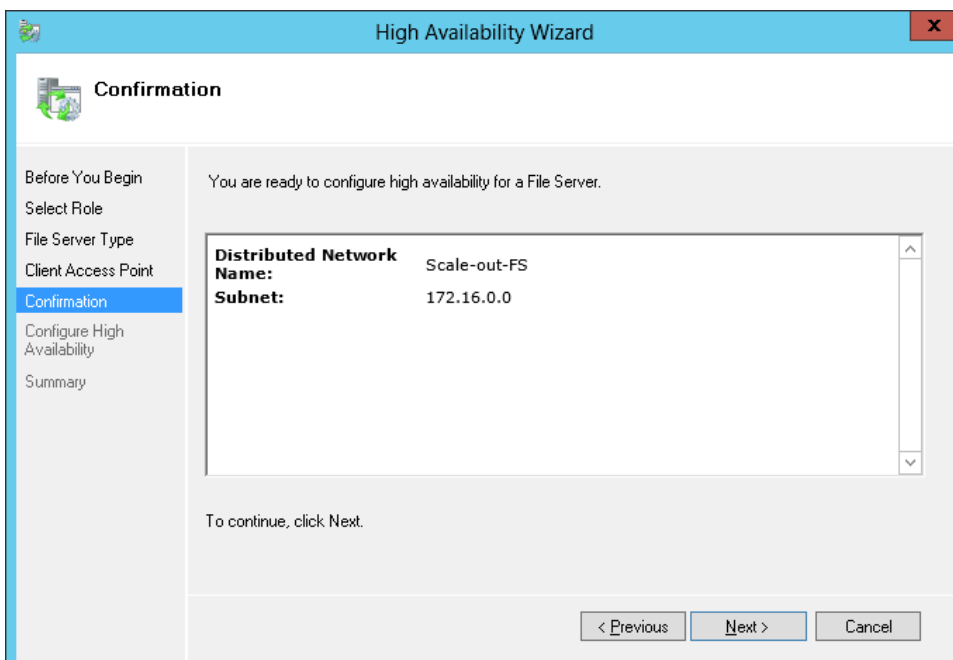 High Availability Wizard
X
Confirmation
Before You Begin
Select Role
File Server Type
Client Access Point
Confirmation
Configure High
Availability
Summary
You are ready to configure high availability for a File Server.
Distributed Network
Name:
Scale-out-FS
Subnet:
172.16.0.0
To continue, click Next.
< Previous
Next >
Cancel